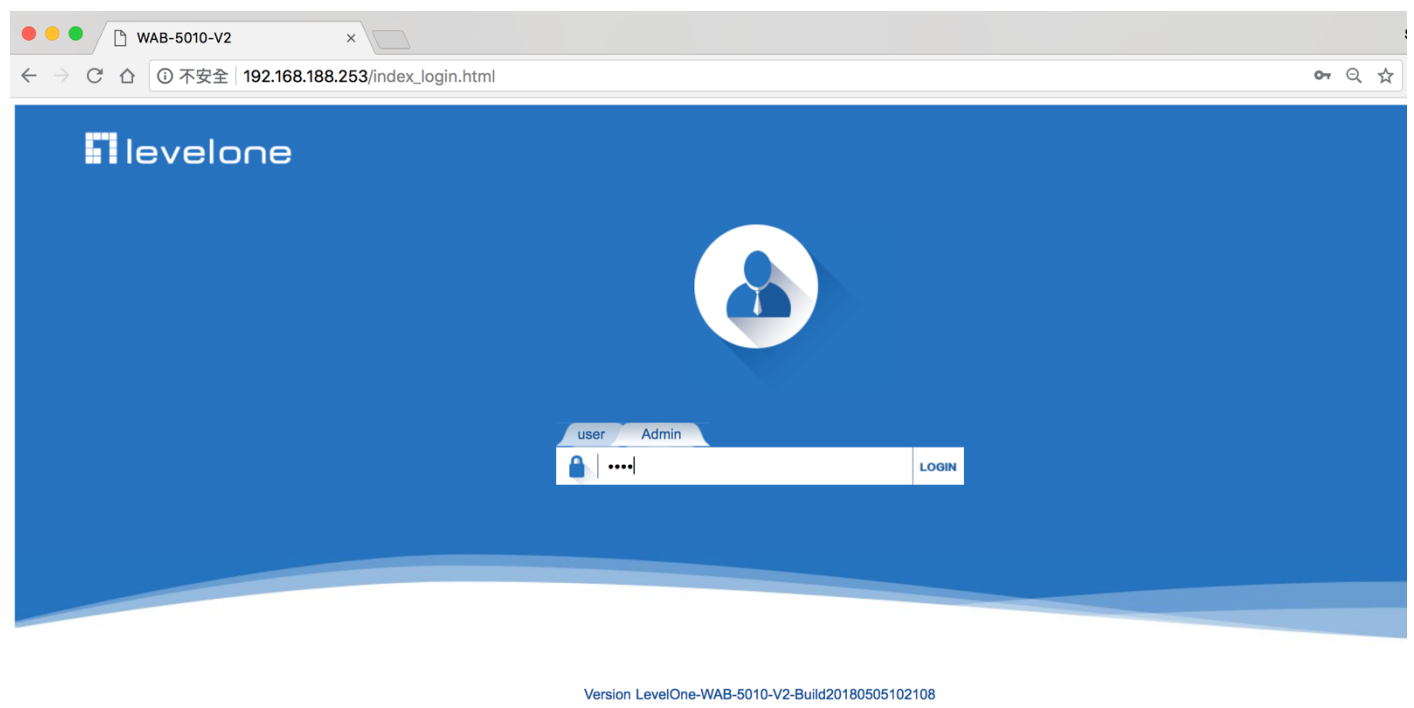 WAB-5010-V2
不安全 192.168.188.253/index_login.html
levelone
user Admin
•••• LOGIN
Version LevelOne-WAB-5010-V2-Build20180505102108